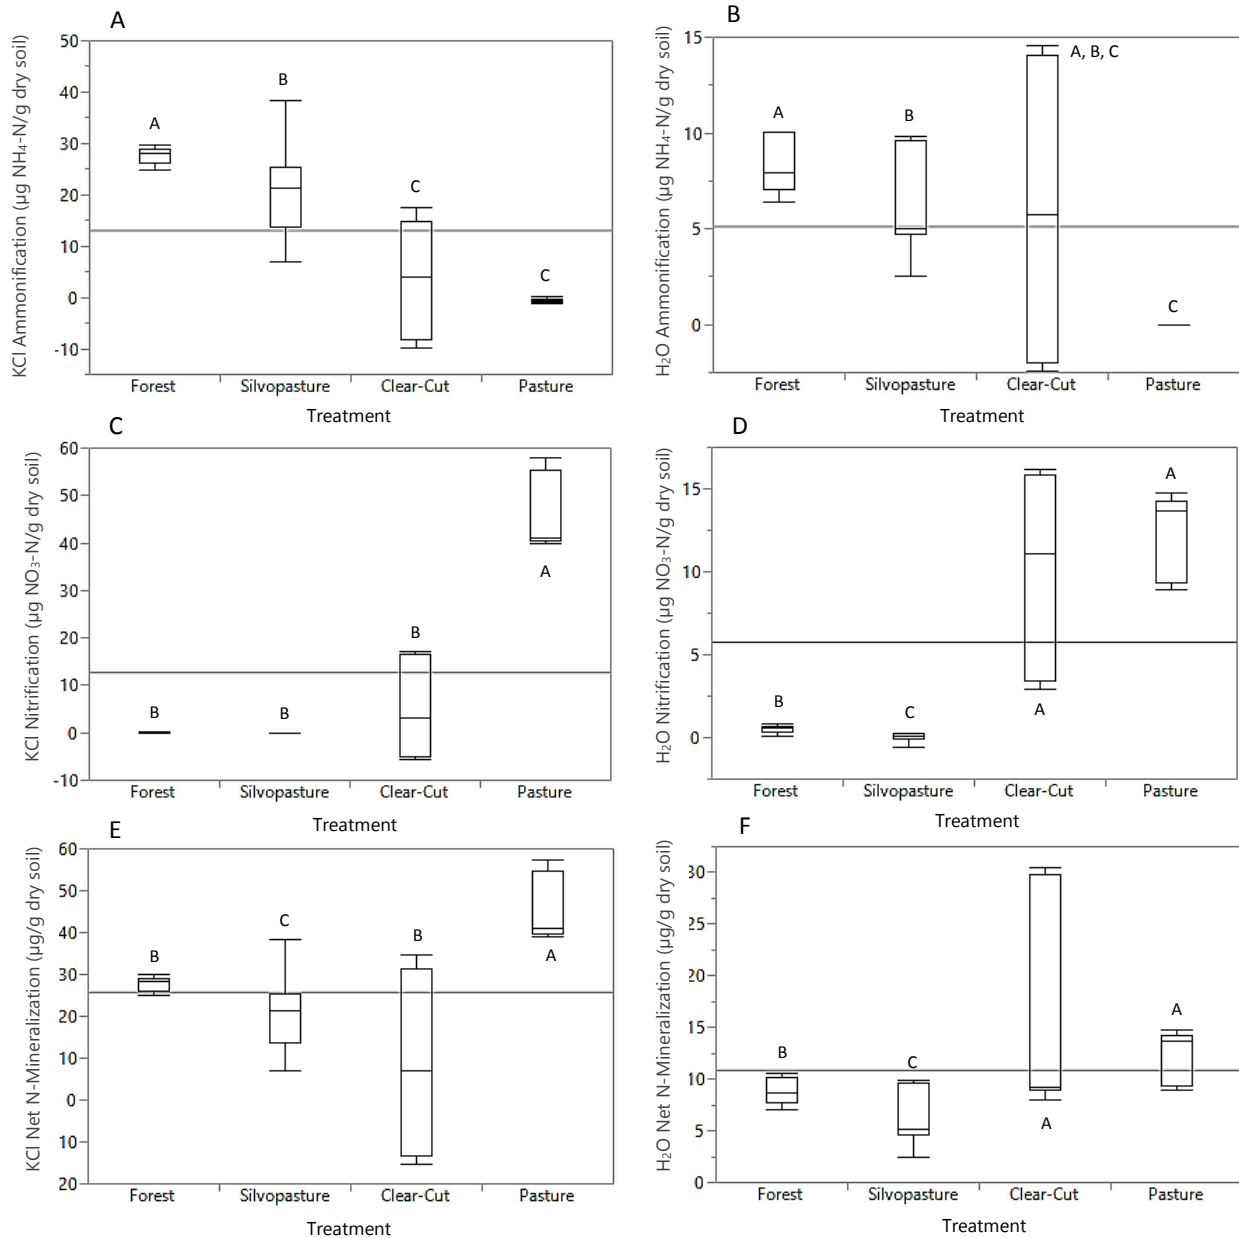 A
KCl Ammonification (µg NH₄-N/g dry soil)
50
40
30
20
10
0
-10
A
B
C
C
Forest Silvopasture Clear-Cut Pasture
Treatment
B
H₂O Ammonification (µg NH₄-N/g dry soil)
15
10
5
0
A
B
A, B, C
C
Forest Silvopasture Clear-Cut Pasture
Treatment
C
KCl Nitrification (µg NO₃-N/g dry soil)
60
50
40
30
20
10
0
-10
B
B
B
A
Forest Silvopasture Clear-Cut Pasture
Treatment
D
H₂O Nitrification (µg NO₃-N/g dry soil)
15
10
5
0
B
C
A
A
Forest Silvopasture Clear-Cut Pasture
Treatment
E
KCl Net N-Mineralization (µg/g dry soil)
60
50
40
30
20
10
0
10
20
B
C
B
A
Forest Silvopasture Clear-Cut Pasture
Treatment
F
H₂O Net N-Mineralization (µg/g dry soil)
30
25
20
15
10
5
0
B
C
A
A
Forest Silvopasture Clear-Cut Pasture
Treatment